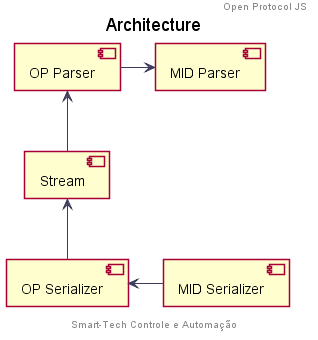 Open Protocol JS
Architecture
OP Parser
MID Parser
Stream
OP Serializer
MID Serializer
Smart-Tech Controle e Automação